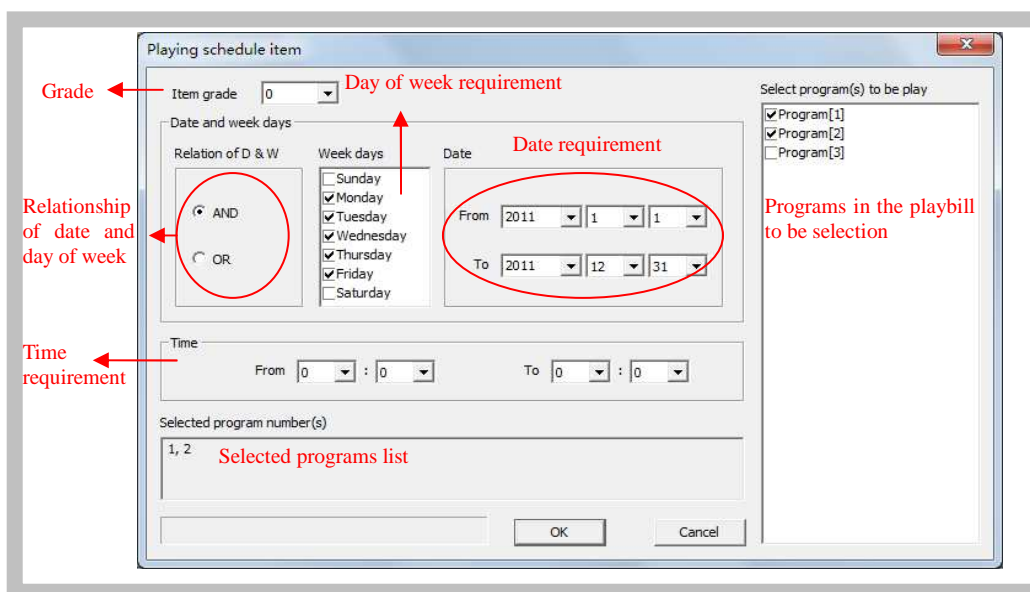 Playing schedule item
Grade
Item grade 0
Day of week requirement
Select program(s) to be play
Date and week days
Program[1]
Program[2]
Program[3]
Relation of D & W
Week days
Date
Date requirement
Sunday
Monday
Tuesday
Wednesday
Thursday
Friday
Saturday
AND
OR
From 2011 1 1
To 2011 12 31
Relationship
of date and
day of week
Programs in the playbill
to be selection
Time
From 0 : 0 To 0 : 0
Time
requirement
Selected program number(s)
1, 2
Selected programs list
OK
Cancel